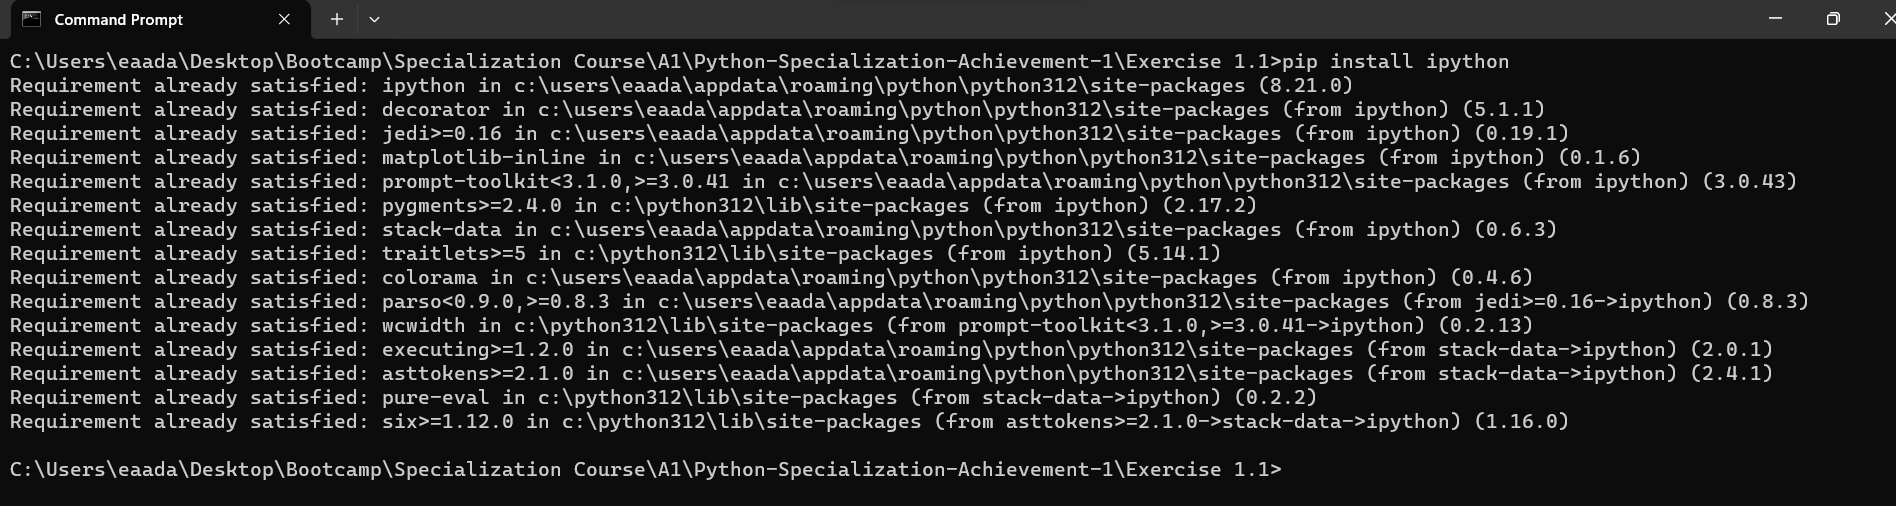 Command Prompt
C:\Users\eaada\Desktop\Bootcamp\Specialization Course\A1\Python-Specialization-Achievement-1\Exercise 1.1>pip install ipython
Requirement already satisfied: ipython in c:\users\eaada\appdata\roaming\python\python312\site-packages (8.21.0)
Requirement already satisfied: decorator in c:\users\eaada\appdata\roaming\python\python312\site-packages (from ipython) (5.1.1)
Requirement already satisfied: jedi>=0.16 in c:\users\eaada\appdata\roaming\python\python312\site-packages (from ipython) (0.19.1)
Requirement already satisfied: matplotlib-inline in c:\users\eaada\appdata\roaming\python\python312\site-packages (from ipython) (0.1.6)
Requirement already satisfied: prompt-toolkit<3.1.0,>=3.0.41 in c:\users\eaada\appdata\roaming\python\python312\site-packages (from ipython) (3.0.43)
Requirement already satisfied: pygments>=2.4.0 in c:\python312\lib\site-packages (from ipython) (2.17.2)
Requirement already satisfied: stack-data in c:\users\eaada\appdata\roaming\python\python312\site-packages (from ipython) (0.6.3)
Requirement already satisfied: traitlets>=5 in c:\python312\lib\site-packages (from ipython) (5.14.1)
Requirement already satisfied: colorama in c:\users\eaada\appdata\roaming\python\python312\site-packages (from ipython) (0.4.6)
Requirement already satisfied: parso<0.9.0,>=0.8.3 in c:\users\eaada\appdata\roaming\python\python312\site-packages (from jedi>=0.16->ipython) (0.8.3)
Requirement already satisfied: wcwidth in c:\python312\lib\site-packages (from prompt-toolkit<3.1.0,>=3.0.41->ipython) (0.2.13)
Requirement already satisfied: executing>=1.2.0 in c:\users\eaada\appdata\roaming\python\python312\site-packages (from stack-data->ipython) (2.0.1)
Requirement already satisfied: asttokens>=2.1.0 in c:\users\eaada\appdata\roaming\python\python312\site-packages (from stack-data->ipython) (2.4.1)
Requirement already satisfied: pure-eval in c:\python312\lib\site-packages (from stack-data->ipython) (0.2.2)
Requirement already satisfied: six>=1.12.0 in c:\python312\lib\site-packages (from asttokens>=2.1.0->stack-data->ipython) (1.16.0)
C:\Users\eaada\Desktop\Bootcamp\Specialization Course\A1\Python-Specialization-Achievement-1\Exercise 1.1>